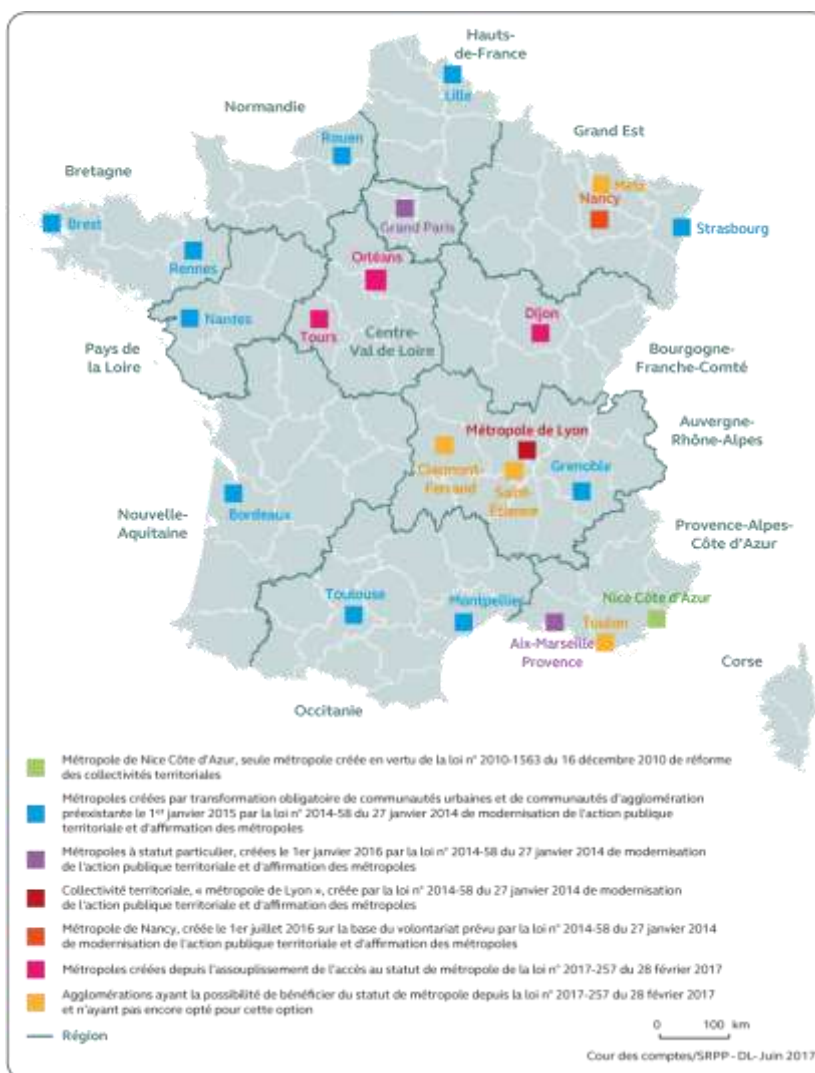 Hauts-
de-France
Lille
Normandie
Rouen
Grand Est
Bretagne
Metz
Nancy
Brest
Grand Paris
Strasbourg
Rennes
Orléans
Nantes
Tours
Dijon
Centre-
Val de Loire
Pays de
la Loire
Bourgogne-
Franche-Comté
Auvergne-
Rhône-Alpes
Métropole de Lyon
Clermont-
Ferrand
Saint-
Étienne
Grenoble
Bordeaux
Nouvelle-
Aquitaine
Provence-Alpes-
Côte d'Azur
Toulouse
Montpellier
Nice Côte d'Azur
Toulon
Aix-Marseille
Provence
Corse
Occitanie
Métropole de Nice Côte d'Azur, seule métropole créée en vertu de la loi n° 2010-1563 du 16 décembre 2010 de réforme
des collectivités territoriales
Métropoles créées par transformation obligatoire de communautés urbaines et de communautés d'agglomération
préexistante le 1er janvier 2015 par la loi n° 2014-58 du 27 janvier 2014 de modernisation de l'action publique
territoriale et d'affirmation des métropoles
Métropoles à statut particulier, créées le 1er janvier 2016 par la loi n° 2014-58 du 27 janvier 2014 de modernisation
de l'action publique territoriale et d'affirmation des métropoles
Collectivité territoriale, « métropole de Lyon », créée par la loi n° 2014-58 du 27 janvier 2014 de modernisation
de l'action publique territoriale et d'affirmation des métropoles
Métropole de Nancy, créée le 1er juillet 2016 sur la base du volontariat prévu par la loi n° 2014-58 du 27 janvier 2014
de modernisation de l'action publique territoriale et d'affirmation des métropoles
Métropoles créées depuis l'assouplissement de l'accès au statut de métropole de la loi n° 2017-257 du 28 février 2017
Agglomérations ayant la possibilité de bénéficier du statut de métropole depuis la loi n° 2017-257 du 28 février 2017
et n'ayant pas encore opté pour cette option
Région
0 100 km
Cour des comptes/SRPP-DL-Juin 2017